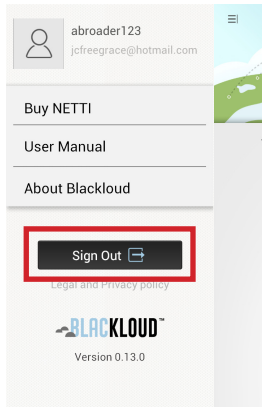 abroader123
jcfreegrace@hotmail.com
Buy NETTI
User Manual
About Blackloud
Sign Out
Legal and Privacy policy
BLACKLOUD™
Version 0.13.0